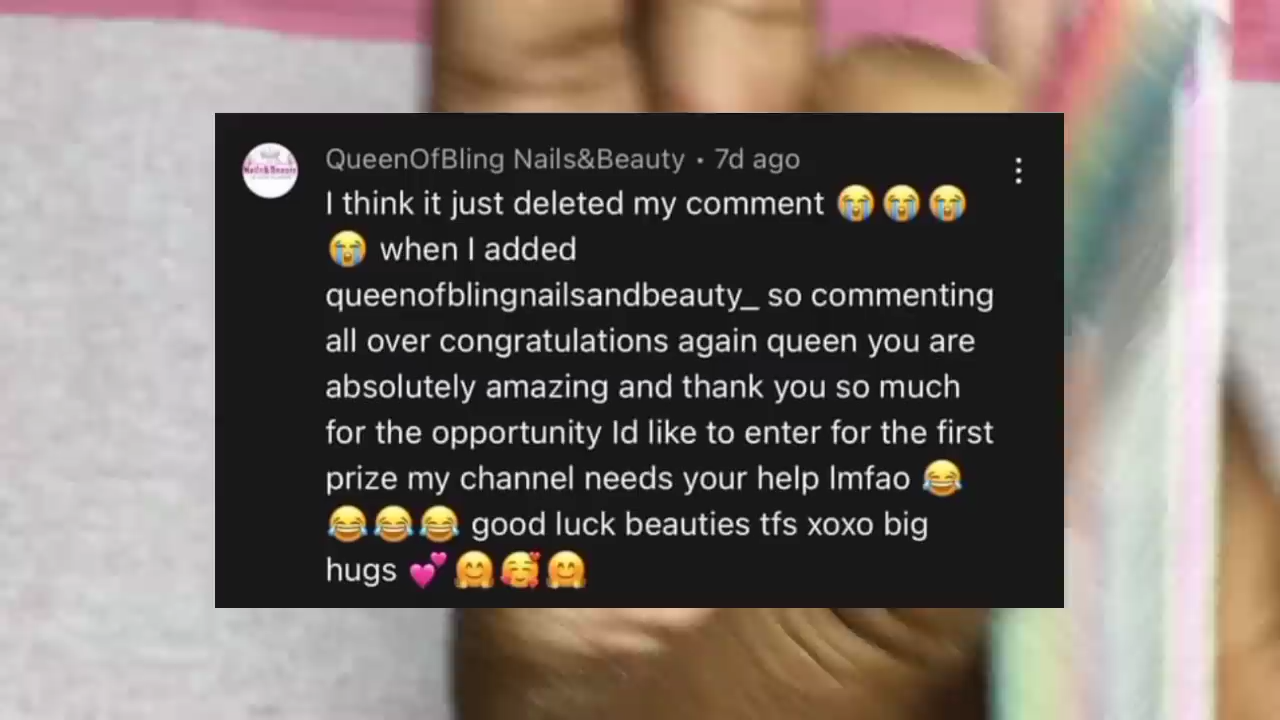 QueenOfBling Nails&Beauty • 7d ago
I think it just deleted my comment 😭😭😭
😭 when I added
queenofblingnailsandbeauty_ so commenting
all over congratulations again queen you are
absolutely amazing and thank you so much
for the opportunity Id like to enter for the first
prize my channel needs your help lmfao 😂
😂😂😂 good luck beauties tfs xoxo big
hugs 💕🤗🥰🤗